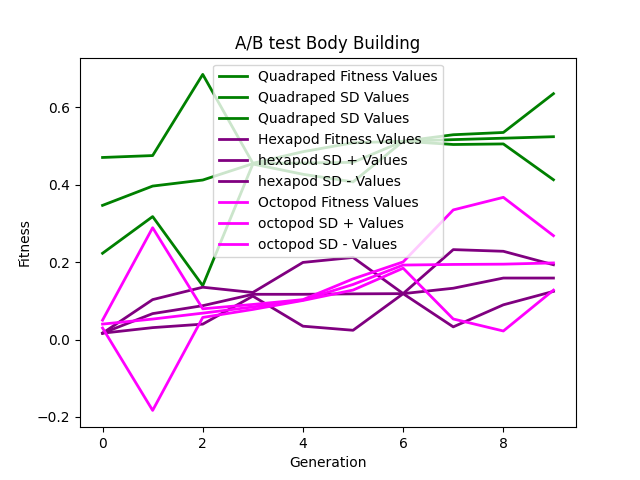 A/B test Body Building
Quadraped Fitness Values
Quadraped SD Values
Quadraped SD Values
Hexapod Fitness Values
hexapod SD + Values
hexapod SD - Values
Octopod Fitness Values
octopod SD + Values
octopod SD - Values
0.6
0.4
0.2
0.0
−0.2
Fitness
0 2 4 6 8
Generation